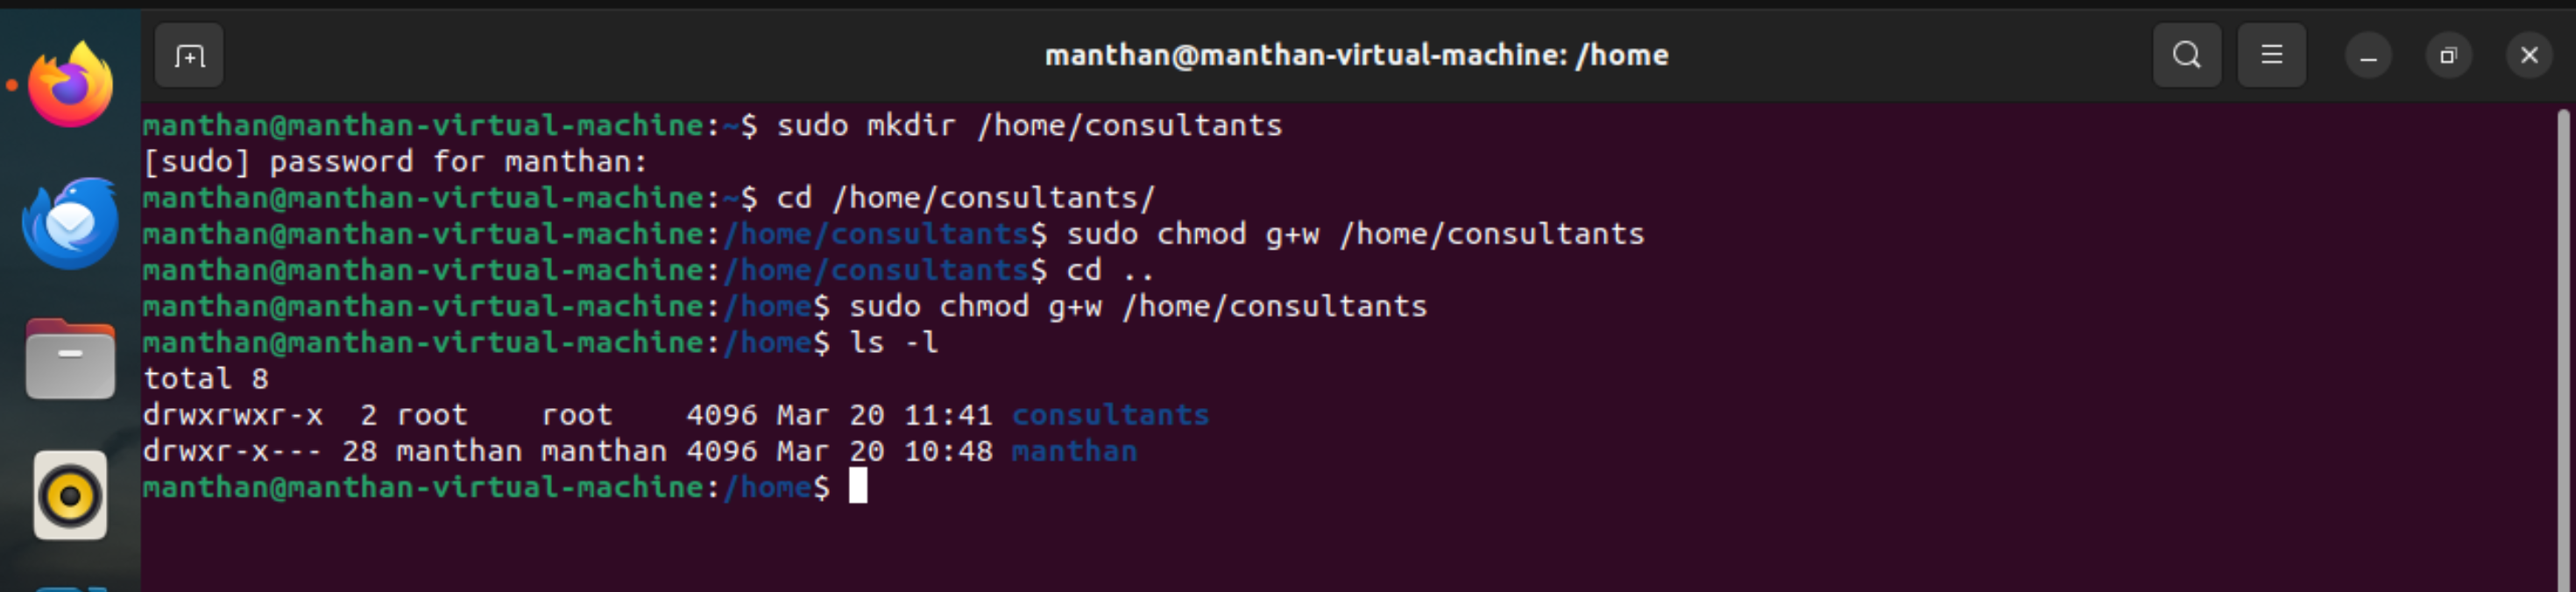 manthan@manthan-virtual-machine: /home
manthan@manthan-virtual-machine:~$ sudo mkdir /home/consultants
[sudo] password for manthan:
manthan@manthan-virtual-machine:~$ cd /home/consultants/
manthan@manthan-virtual-machine:/home/consultants$ sudo chmod g+w /home/consultants
manthan@manthan-virtual-machine:/home/consultants$ cd ..
manthan@manthan-virtual-machine:/home$ sudo chmod g+w /home/consultants
manthan@manthan-virtual-machine:/home$ ls -l
total 8
drwxrwxr-x  2 root    root    4096 Mar 20 11:41 consultants
drwxr-x--- 28 manthan manthan 4096 Mar 20 10:48 manthan
manthan@manthan-virtual-machine:/home$